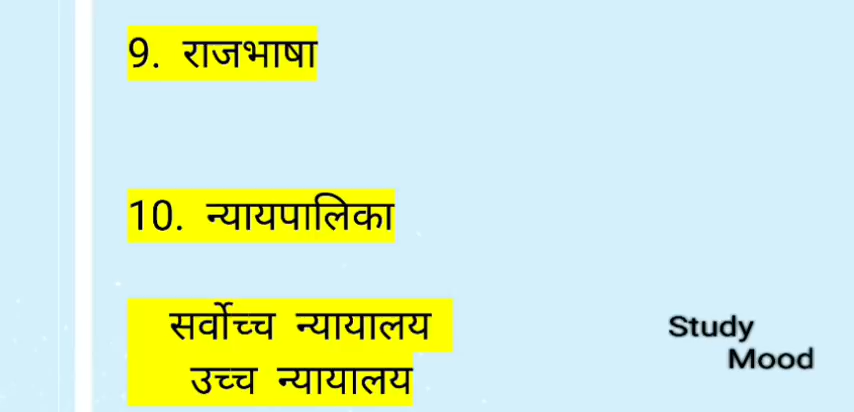 9. राजभाषा
10. न्यायपालिका
सर्वोच्च न्यायालय
उच्च न्यायालय
Study
Mood